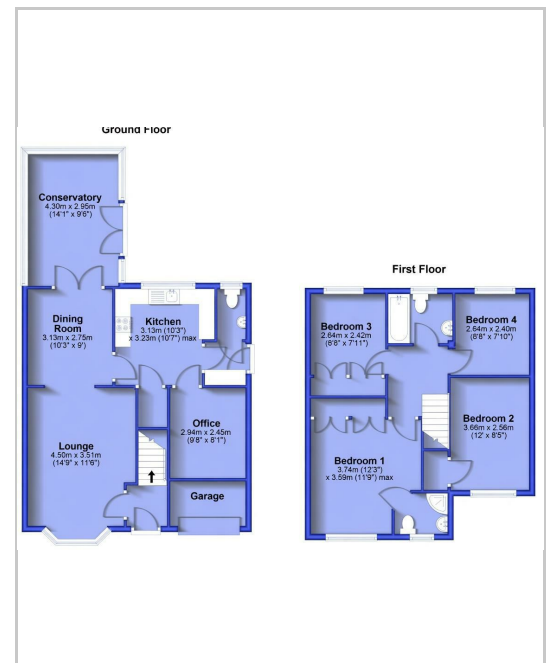 Ground Floor
Conservatory
4.30m x 2.95m
(14'1" x 9'6")
Dining
Room
3.13m x 2.75m
(10'3" x 9')
Kitchen
3.13m (10'3")
x 3.23m (10'7") max
Office
2.94m x 2.45m
(9'8" x 8'1")
Lounge
4.50m x 3.51m
(14'9" x 11'6")
Garage
First Floor
Bedroom 3
2.64m x 2.42m
(8'8" x 7'11")
Bedroom 4
2.64m x 2.40m
(8'8" x 7'10")
Bedroom 2
3.66m x 2.56m
(12' x 8'5")
Bedroom 1
3.74m (12'3")
x 3.59m (11'9") max